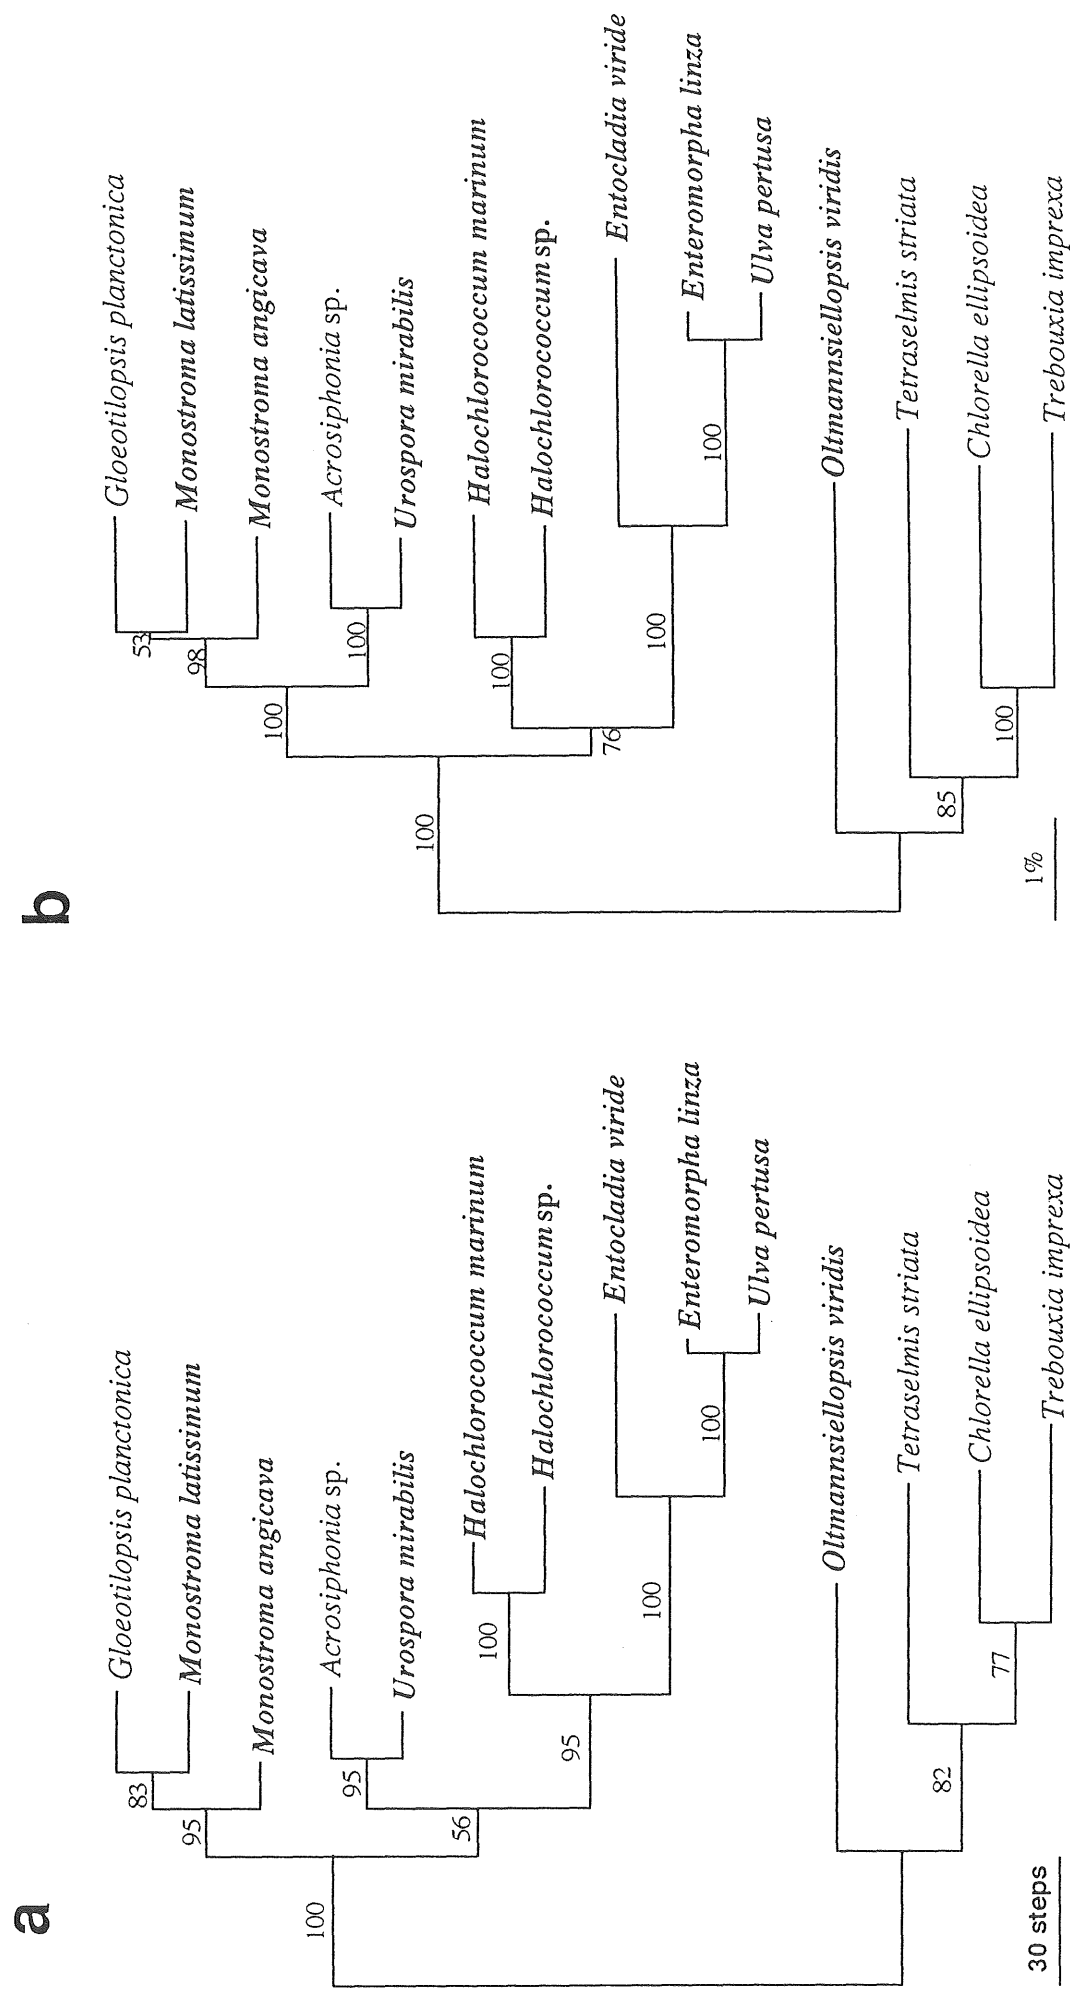 a
Gloeotilopsis planctonica
83
Monostroma latissimum
95
Monostroma angicava
100
Acrosiphonia sp.
95
Urospora mirabilis
56
Halochlorococcum marinum
100
Halochlorococcum sp.
95
Entocladia viride
100
Enteromorpha linza
100
Ulva pertusa
Oltmannsiellopsis viridis
Tetraselmis striata
82
Chlorella ellipsoidea
77
Trebouxia imprexa
30 steps
b
Gloeotilopsis planctonica
53
Monostroma latissimum
98
Monostroma angicava
100
Acrosiphonia sp.
100
Urospora mirabilis
100
Halochlorococcum marinum
100
Halochlorococcum sp.
76
Entocladia viride
100
Enteromorpha linza
100
Ulva pertusa
Oltmannsiellopsis viridis
Tetraselmis striata
85
Chlorella ellipsoidea
100
Trebouxia imprexa
1%